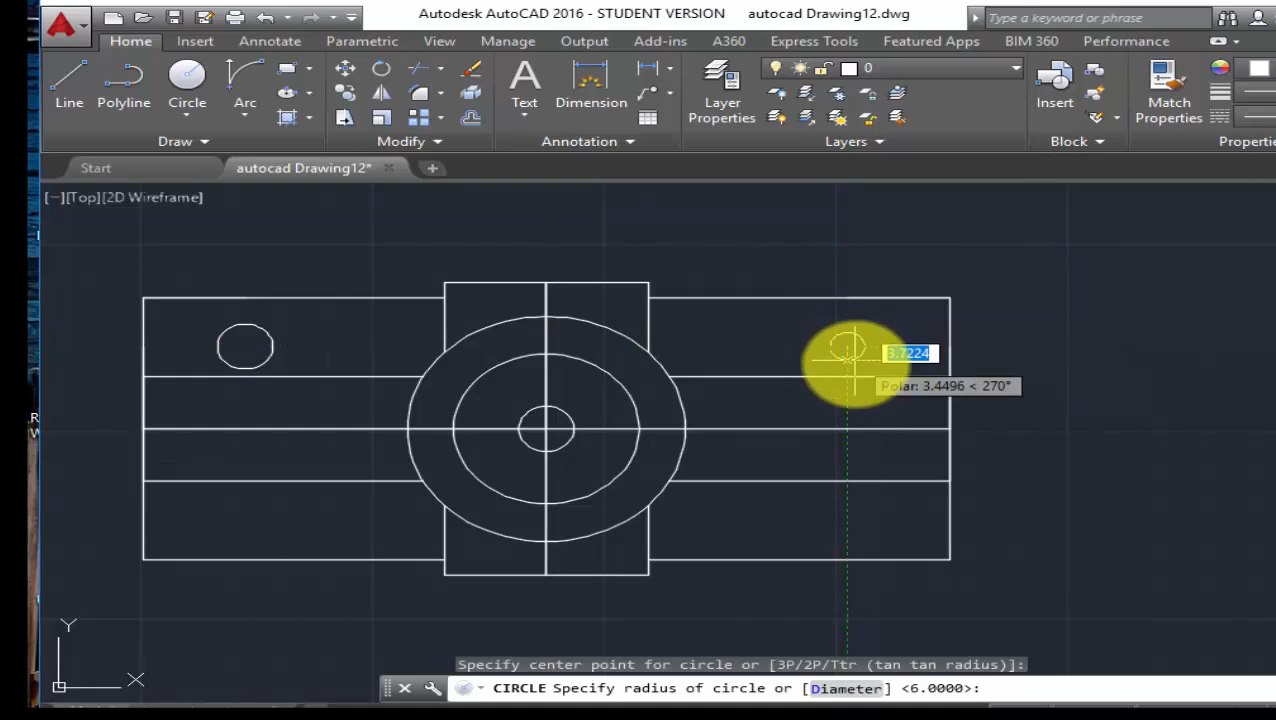 Autodesk AutoCAD 2016 - STUDENT VERSION autocad Drawing12.dwg
Type a keyword or phrase
Home Insert Annotate Parametric View Manage Output Add-ins A360 Express Tools Featured Apps BIM 360 Performance
0
Line Polyline Circle Arc Text Dimension Layer Properties Insert Match Properties
Draw Modify Annotation Layers Block
Start autocad Drawing12*
[−][Top][2D Wireframe]
3.7224
Polar: 3.4496 < 270°
R
W
Y
X
Specify center point for circle or [3P/2P/Ttr (tan tan radius)]:
CIRCLE Specify radius of circle or [Diameter] <6.0000>: